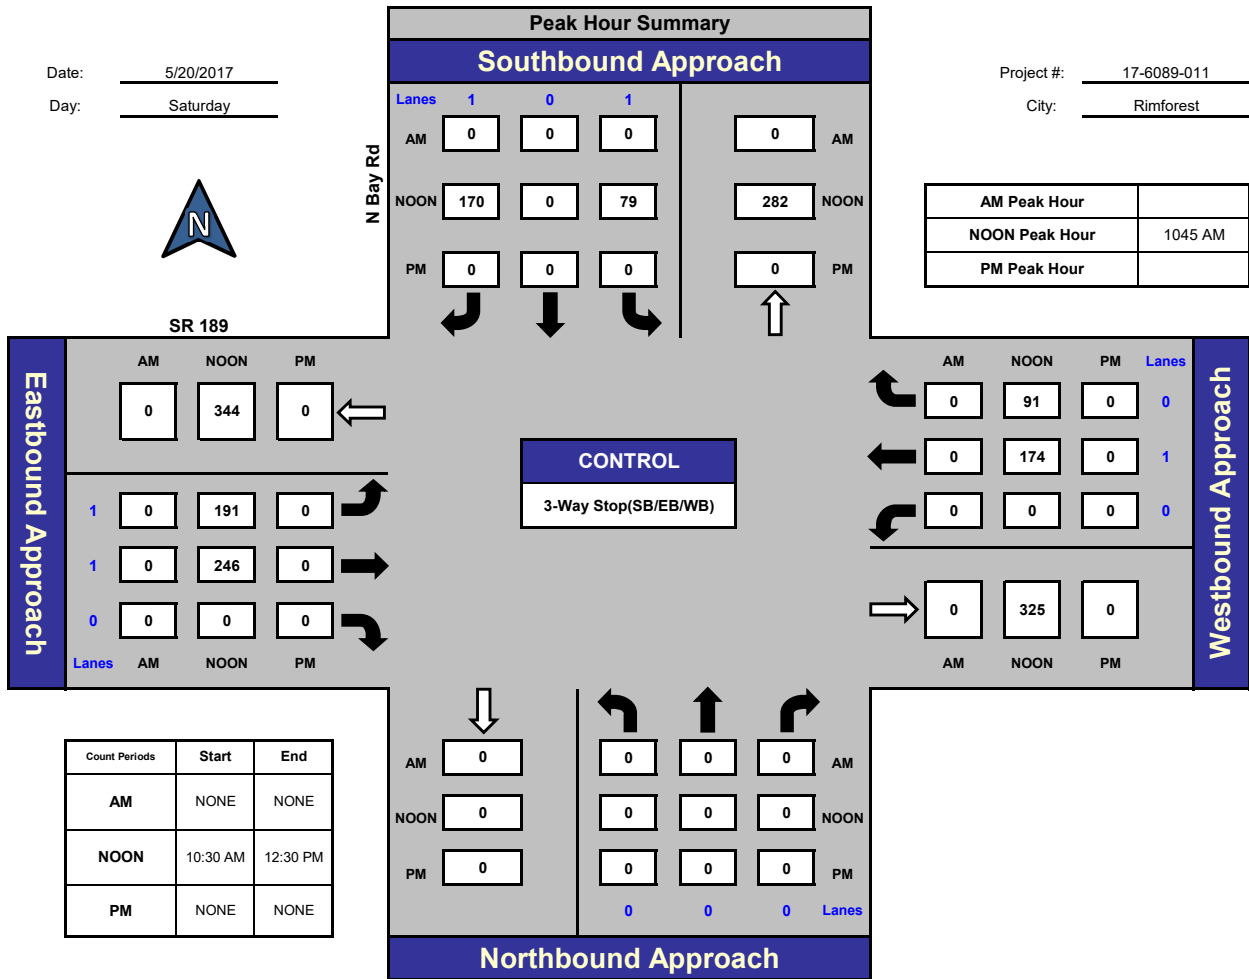 Peak Hour Summary
Southbound Approach
Date: 5/20/2017
Day: Saturday
Project #: 17-6089-011
City: Rimforest
N
N Bay Rd
SR 189
Lanes 1 0 1
AM 0 0 0 0 AM
NOON 170 0 79 282 NOON
PM 0 0 0 0 PM
AM Peak Hour
NOON Peak Hour 1045 AM
PM Peak Hour
Eastbound Approach
AM NOON PM
0 344 0
1 0 191 0
1 0 246 0
0 0 0 0
Lanes AM NOON PM
CONTROL
3-Way Stop(SB/EB/WB)
Westbound Approach
AM NOON PM Lanes
0 91 0 0
0 174 0 1
0 0 0 0
0 325 0
AM NOON PM
Count Periods Start End
AM NONE NONE
NOON 10:30 AM 12:30 PM
PM NONE NONE
AM 0 0 0 0 AM
NOON 0 0 0 0 NOON
PM 0 0 0 0 PM
0 0 0 Lanes
Northbound Approach